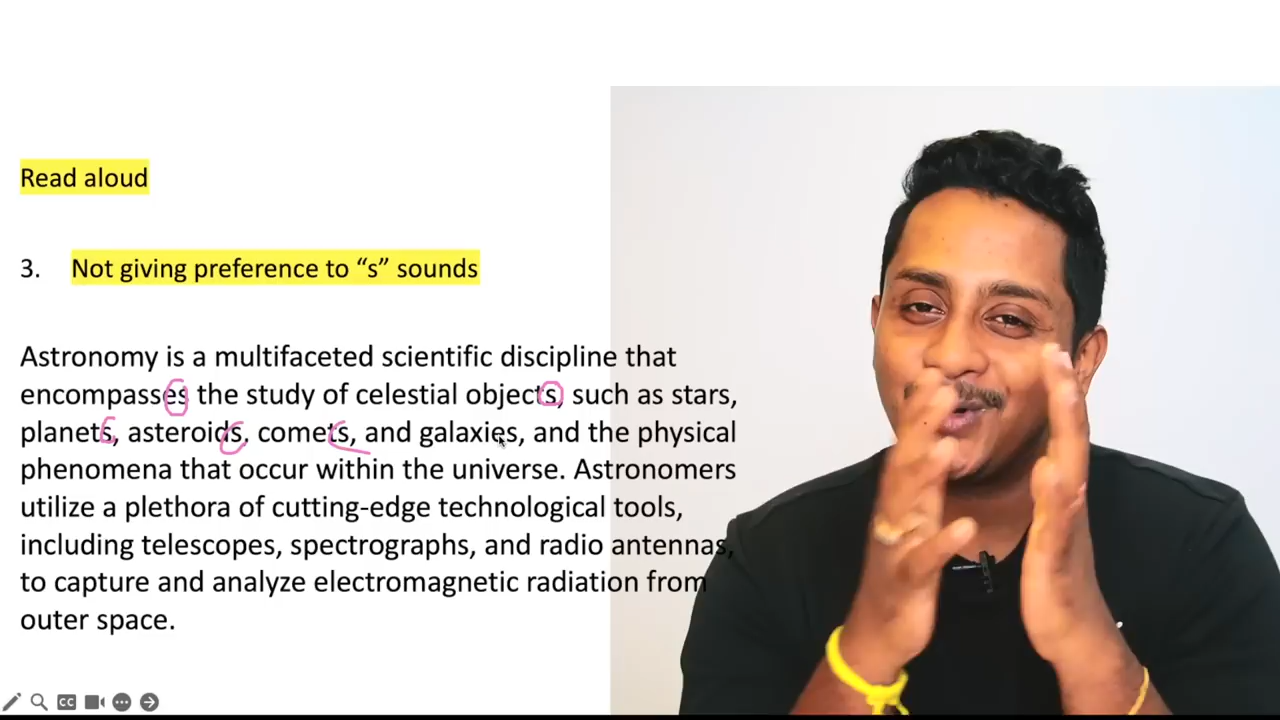 Read aloud
3. Not giving preference to “s” sounds
Astronomy is a multifaceted scientific discipline that
encompasses the study of celestial objects, such as stars,
planets, asteroids, comets, and galaxies, and the physical
phenomena that occur within the universe. Astronomers
utilize a plethora of cutting-edge technological tools,
including telescopes, spectrographs, and radio antennas,
to capture and analyze electromagnetic radiation from
outer space.
CC